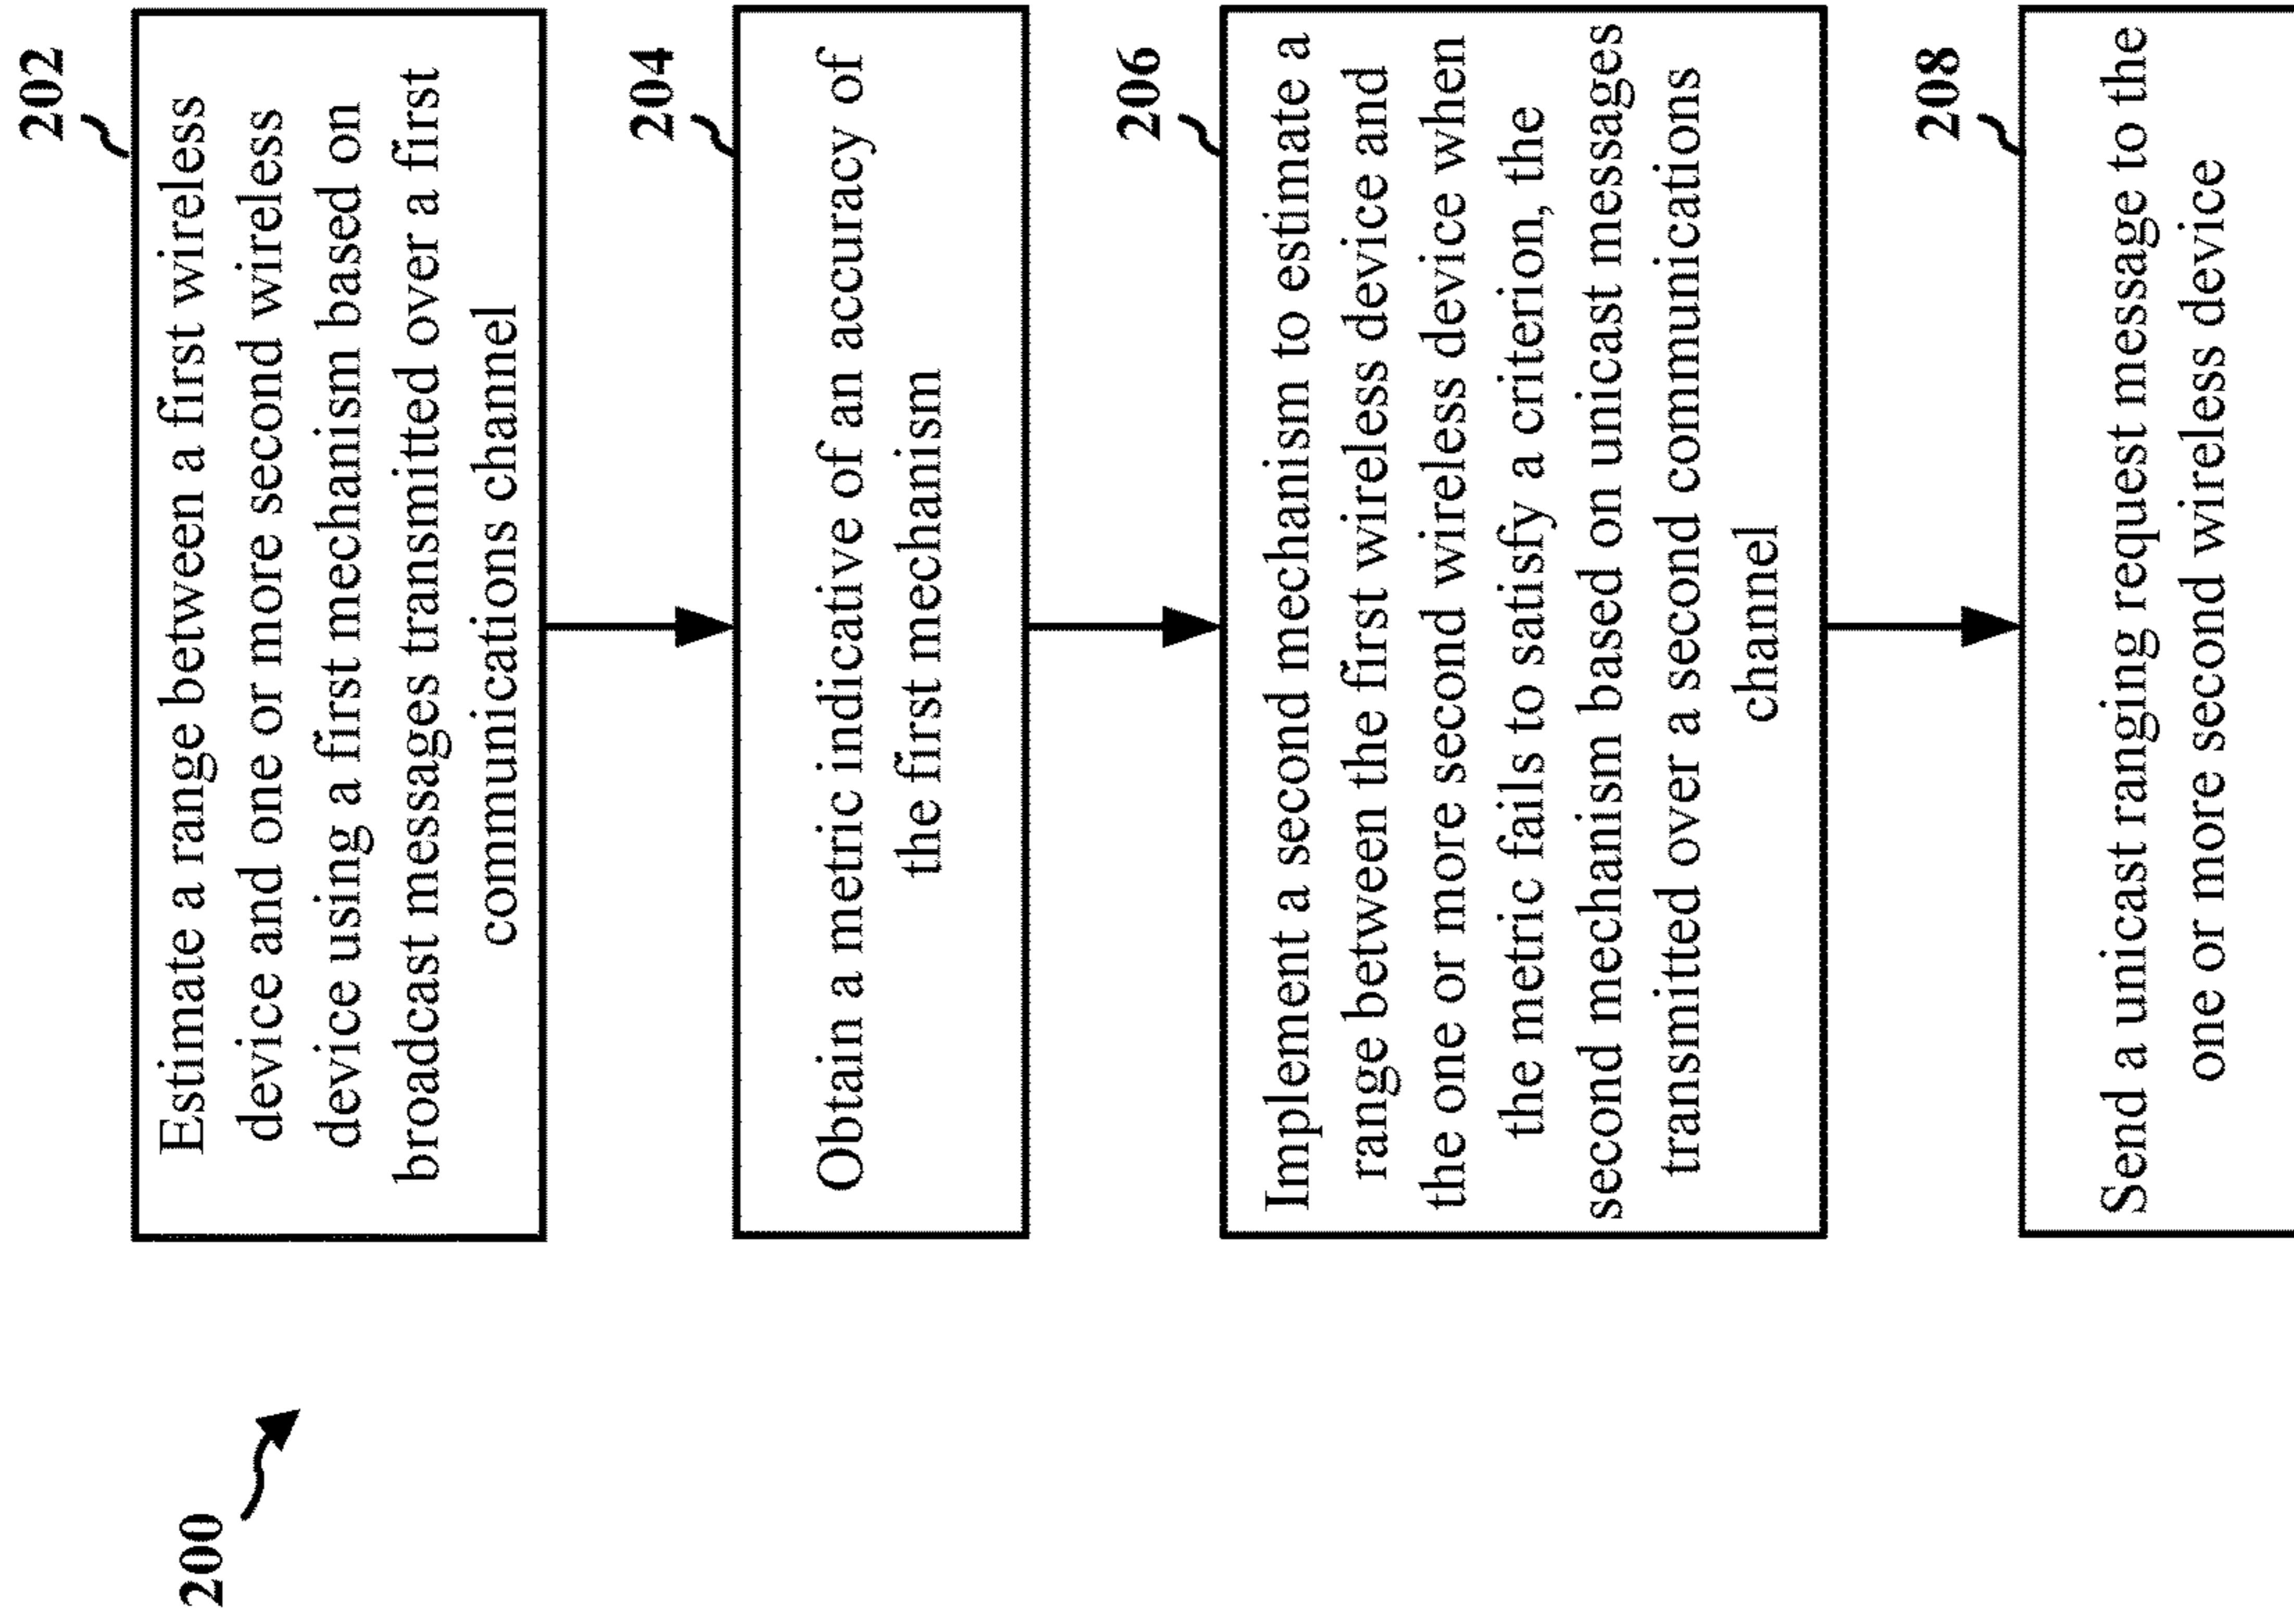 200
202
Estimate a range between a first wireless
device and one or more second wireless
device using a first mechanism based on
broadcast messages transmitted over a first
communications channel
204
Obtain a metric indicative of an accuracy of
the first mechanism
206
Implement a second mechanism to estimate a
range between the first wireless device and
the one or more second wireless device when
the metric fails to satisfy a criterion, the
second mechanism based on unicast messages
transmitted over a second communications
channel
208
Send a unicast ranging request message to the
one or more second wireless device